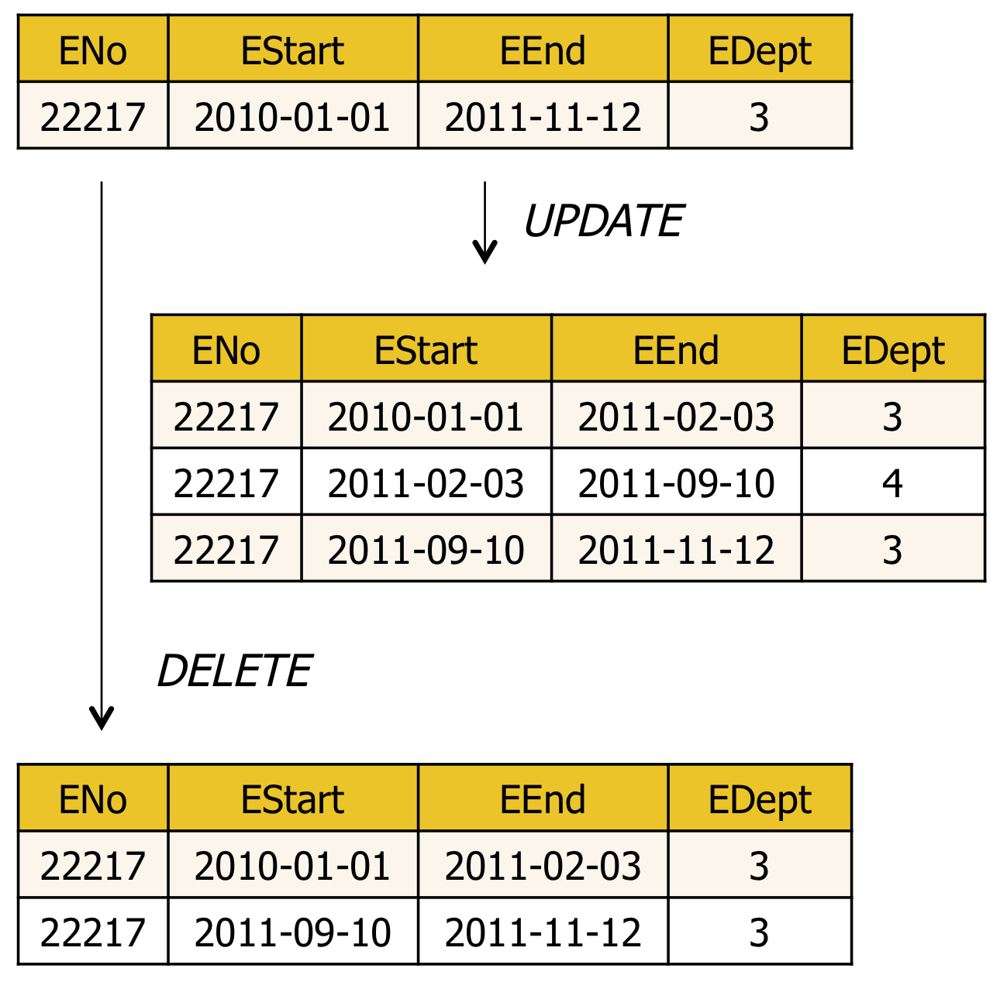 ENo EStart EEnd EDept
22217 2010-01-01 2011-11-12 3
UPDATE
ENo EStart EEnd EDept
22217 2010-01-01 2011-02-03 3
22217 2011-02-03 2011-09-10 4
22217 2011-09-10 2011-11-12 3
DELETE
ENo EStart EEnd EDept
22217 2010-01-01 2011-02-03 3
22217 2011-09-10 2011-11-12 3